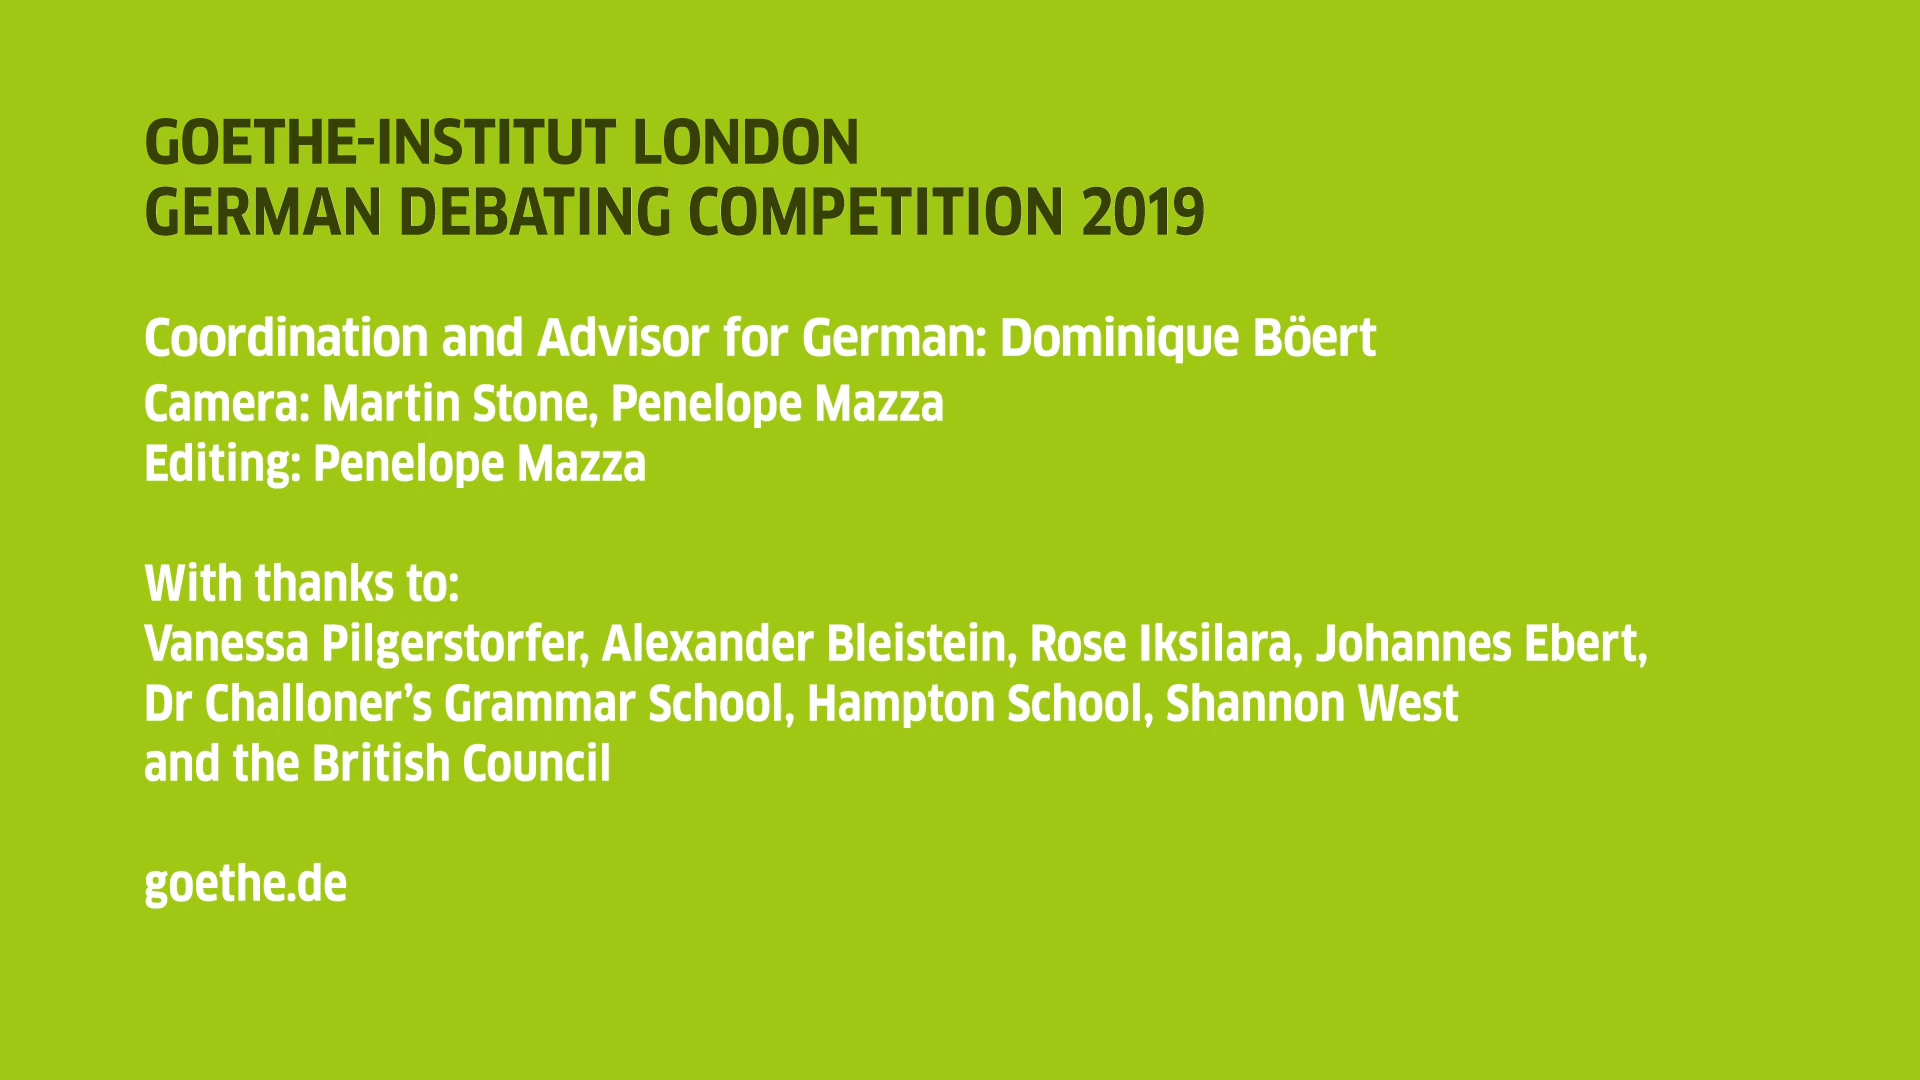 GOETHE-INSTITUT LONDON
GERMAN DEBATING COMPETITION 2019
Coordination and Advisor for German: Dominique Böert
Camera: Martin Stone, Penelope Mazza
Editing: Penelope Mazza
With thanks to:
Vanessa Pilgerstorfer, Alexander Bleistein, Rose Iksilara, Johannes Ebert,
Dr Challoner’s Grammar School, Hampton School, Shannon West
and the British Council
goethe.de